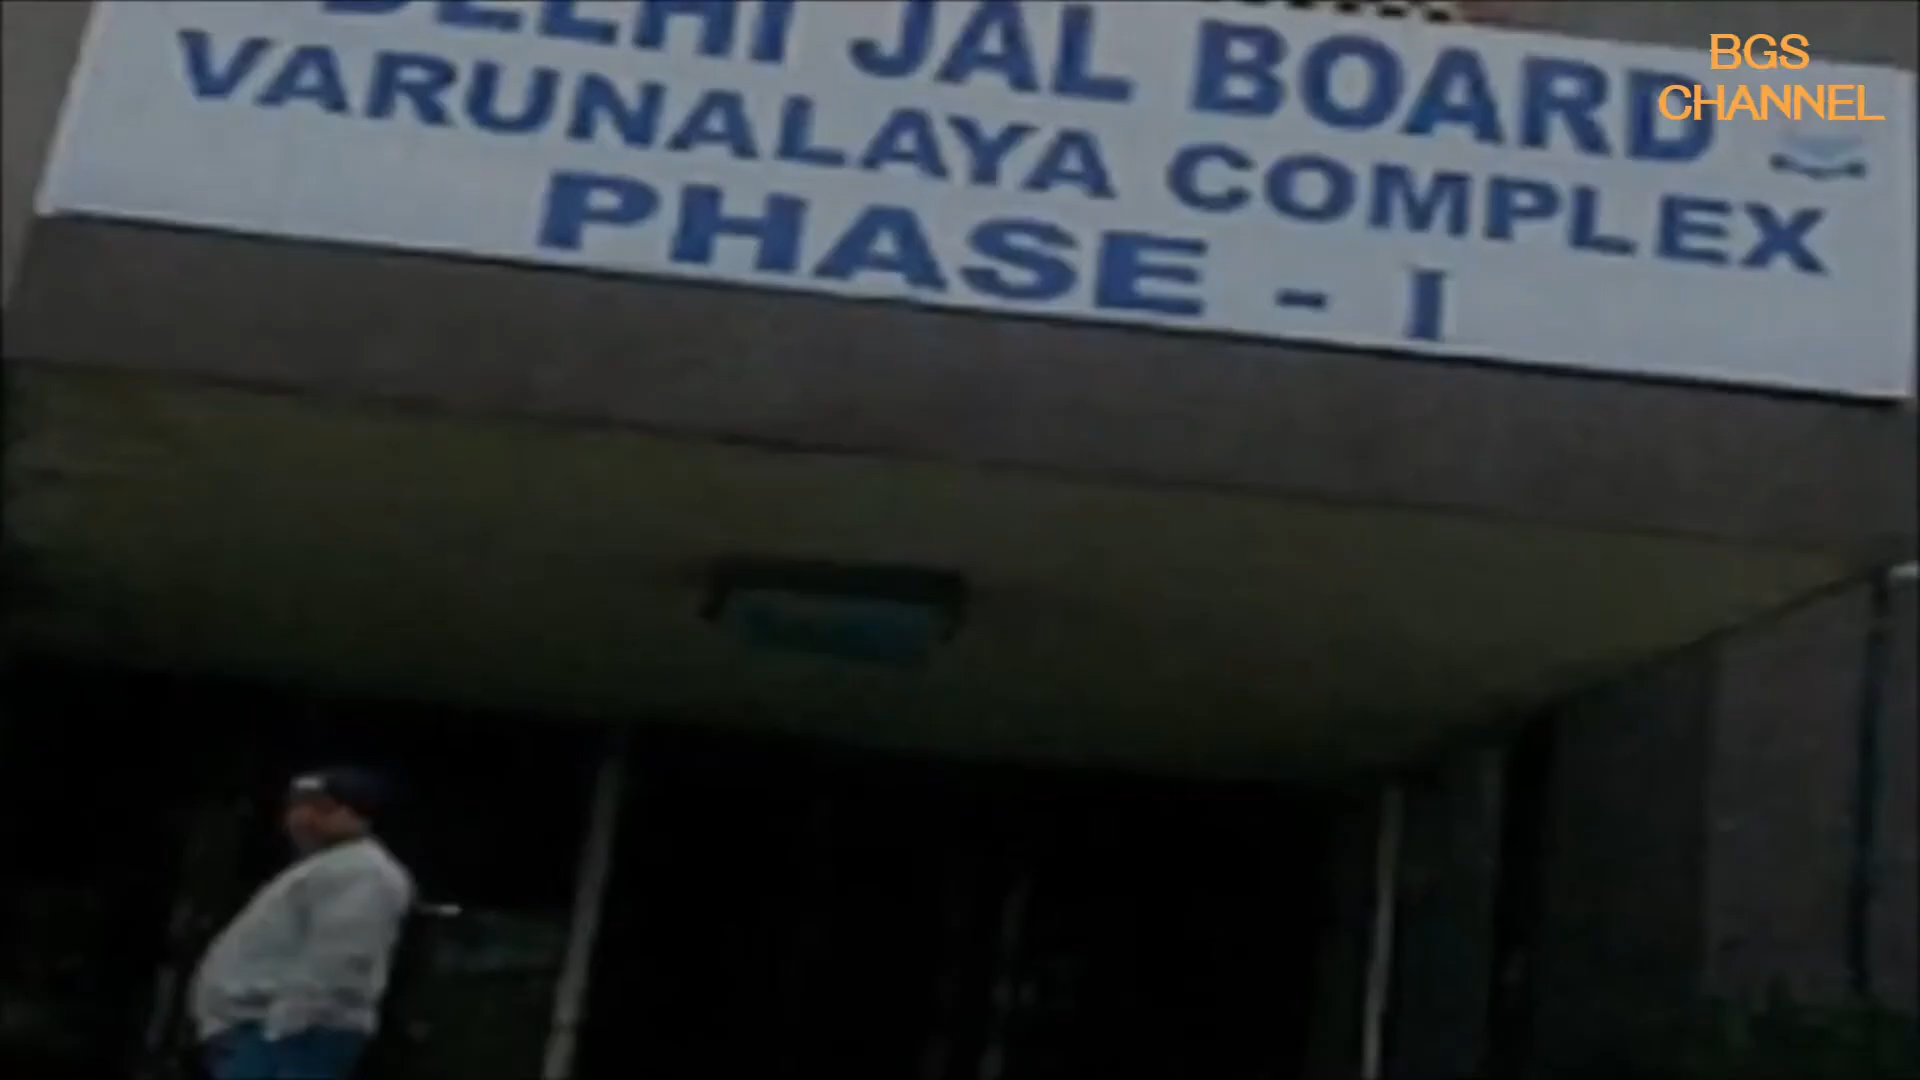 DELHI JAL BOARD
VARUNALAYA COMPLEX
PHASE - I
BGS
CHANNEL